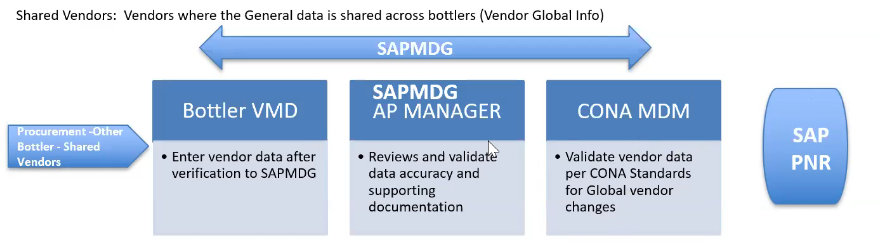 Shared Vendors:  Vendors where the General data is shared across bottlers (Vendor Global Info)
SAPMDG
Procurement -Other
Bottler - Shared
Vendors
Bottler VMD
• Enter vendor data after
verification to SAPMDG
SAPMDG
AP MANAGER
• Reviews and validate
data accuracy and
supporting
documentation
CONA MDM
• Validate vendor data
per CONA Standards
for Global vendor
changes
SAP
PNR